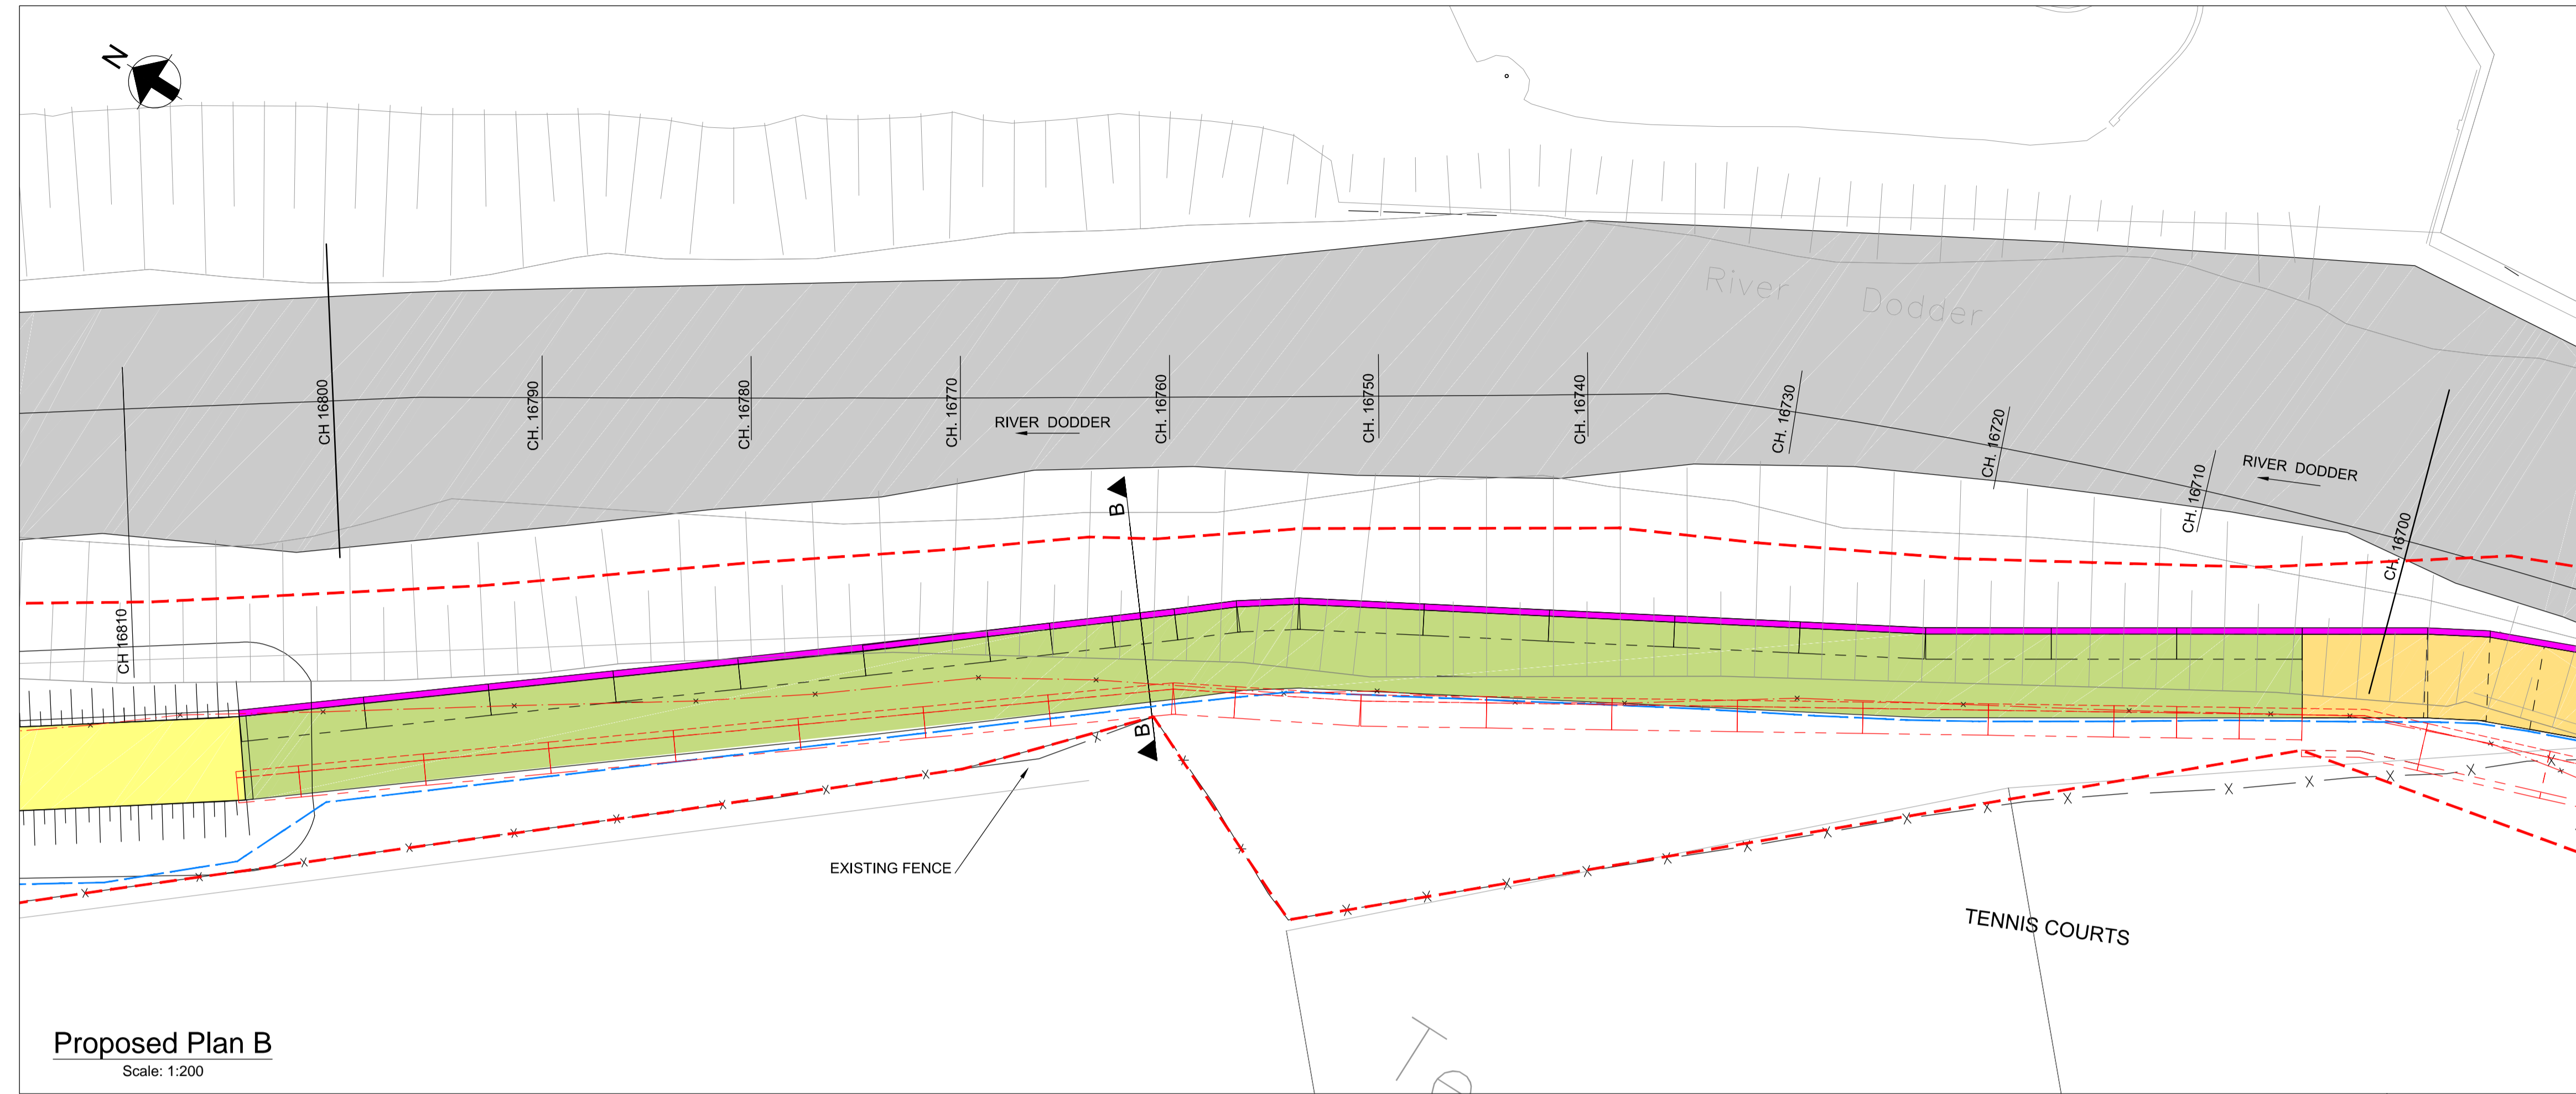 N
River Dodder
CH 16800
CH. 16790
CH. 16780
CH. 16770
RIVER DODDER
CH. 16760
CH. 16750
CH. 16740
CH. 16730
CH. 16720
CH. 16710
RIVER DODDER
CH. 16700
B
CH 16810
B
EXISTING FENCE
TENNIS COURTS
Te
Proposed Plan B
Scale: 1:200